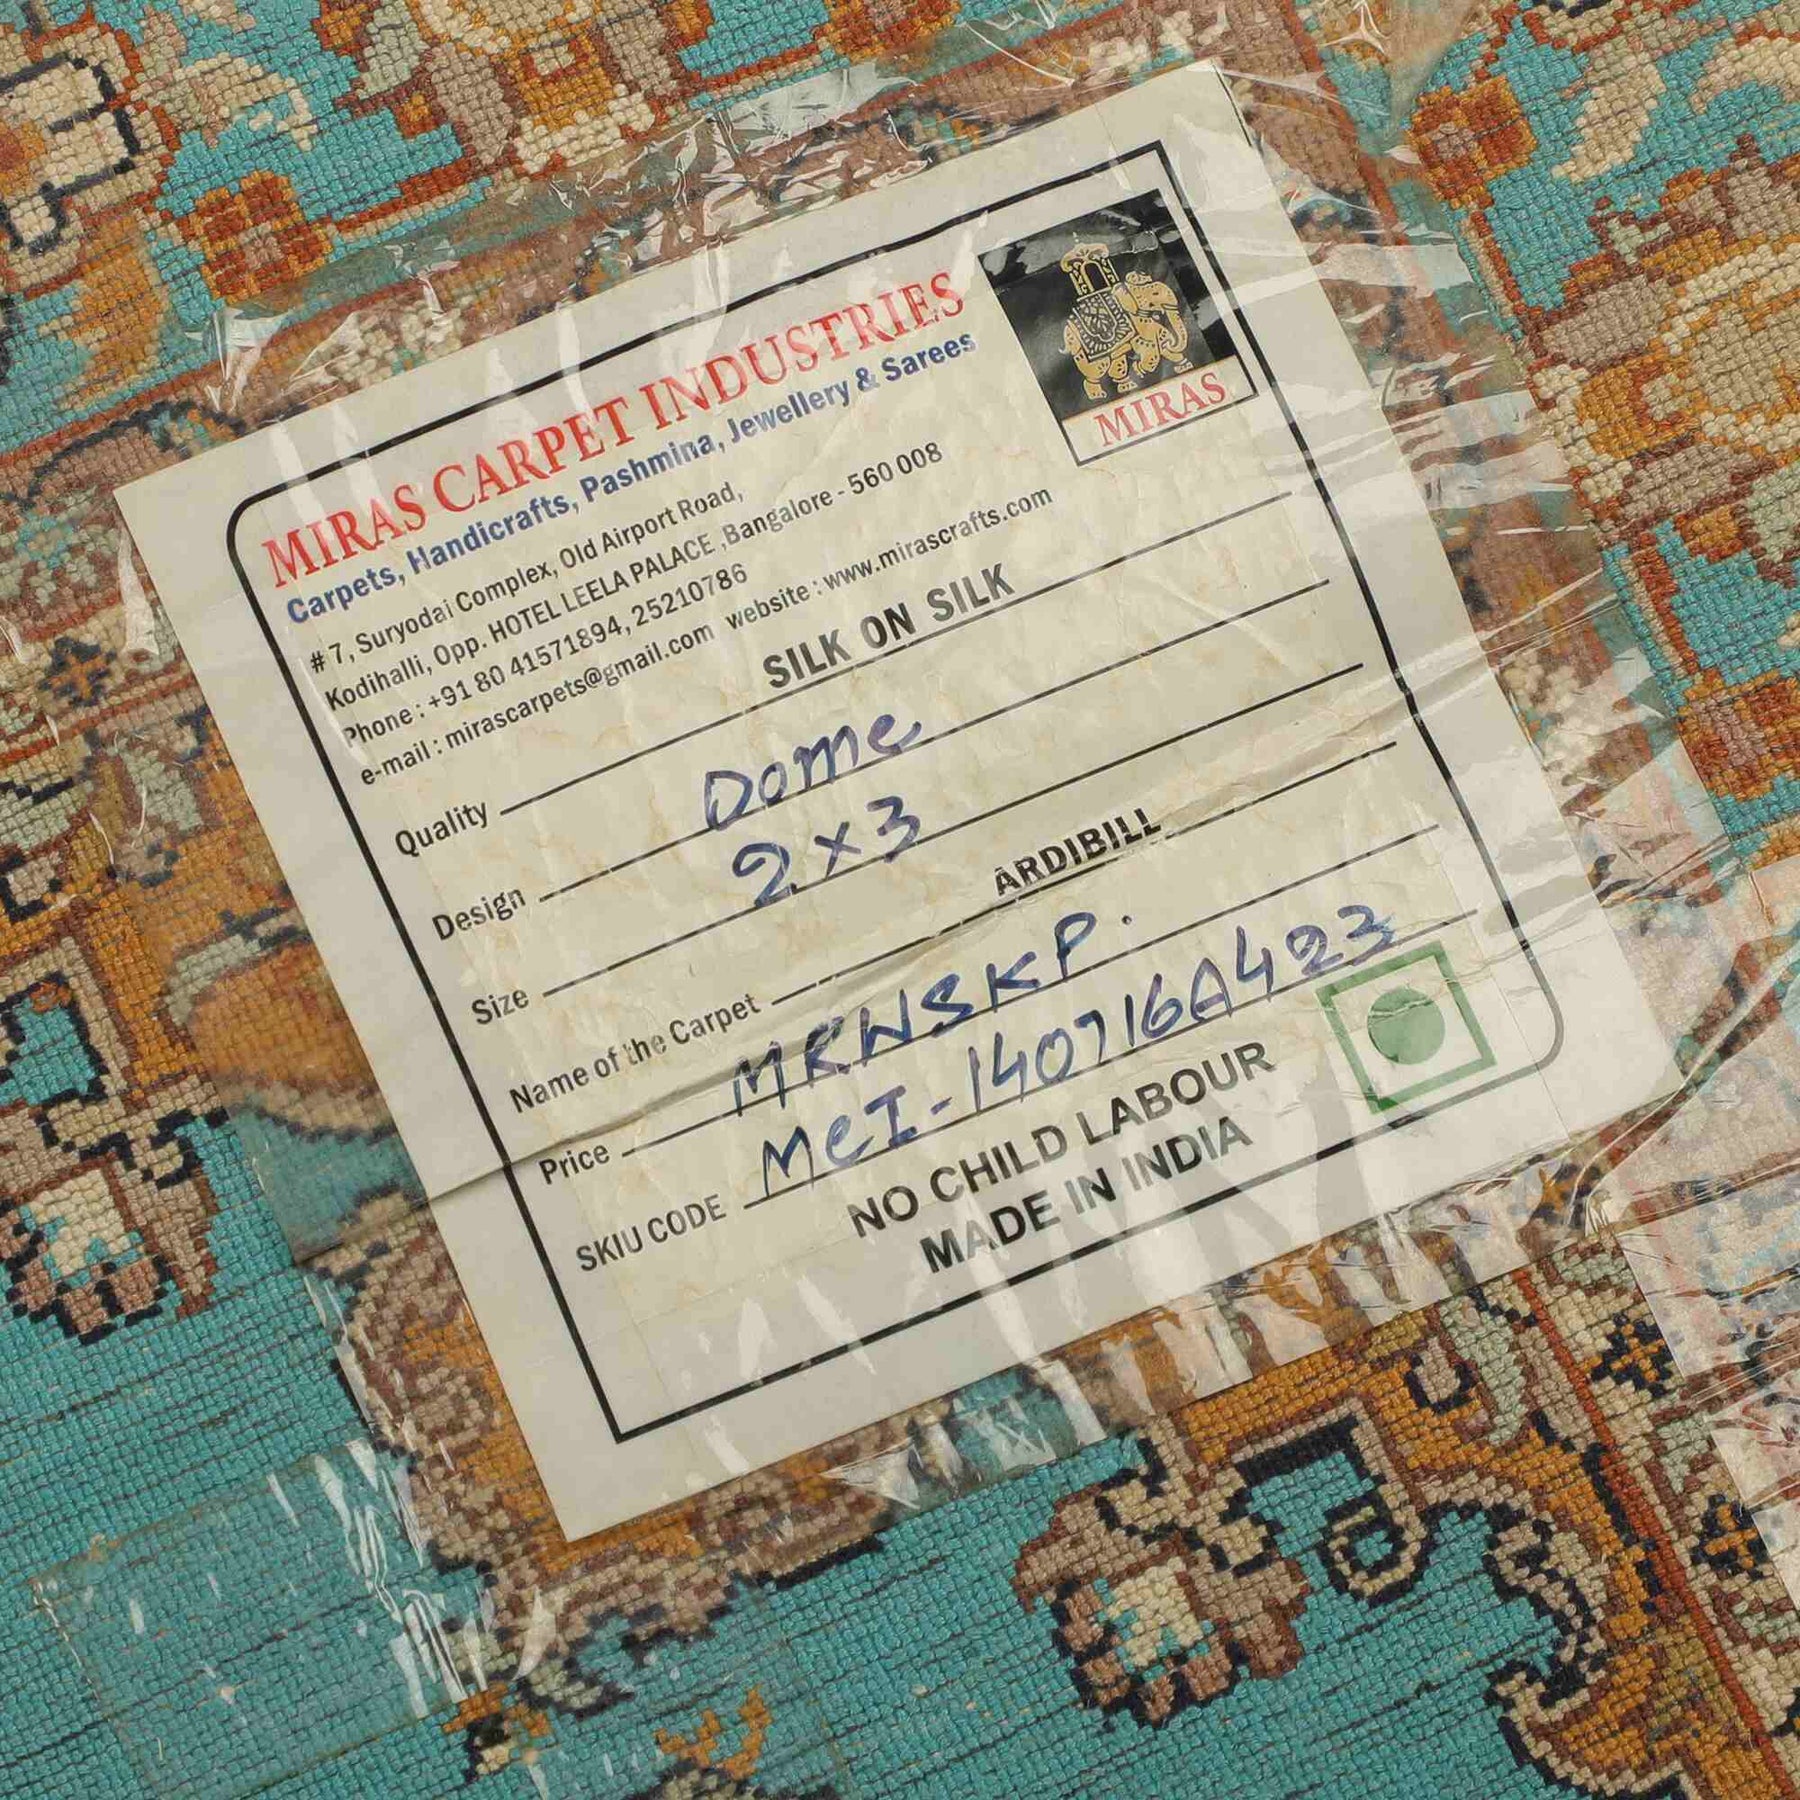 MIRAS CARPET INDUSTRIES
Carpets, Handicrafts, Pashmina, Jewellery & Sarees
MIRAS
# 7, Suryodai Complex, Old Airport Road,
Kodihalli, Opp. HOTEL LEELA PALACE ,Bangalore - 560 008
Phone : +91 80 41571894, 25210786
e-mail : mirascarpets@gmail.com website : www.mirascrafts.com
Quality SILK ON SILK
Design Dome
Size 2x3
Name of the Carpet ARDIBILL
Price MRNSKP.
SKIU CODE MCI-140716A423
NO CHILD LABOUR
MADE IN INDIA